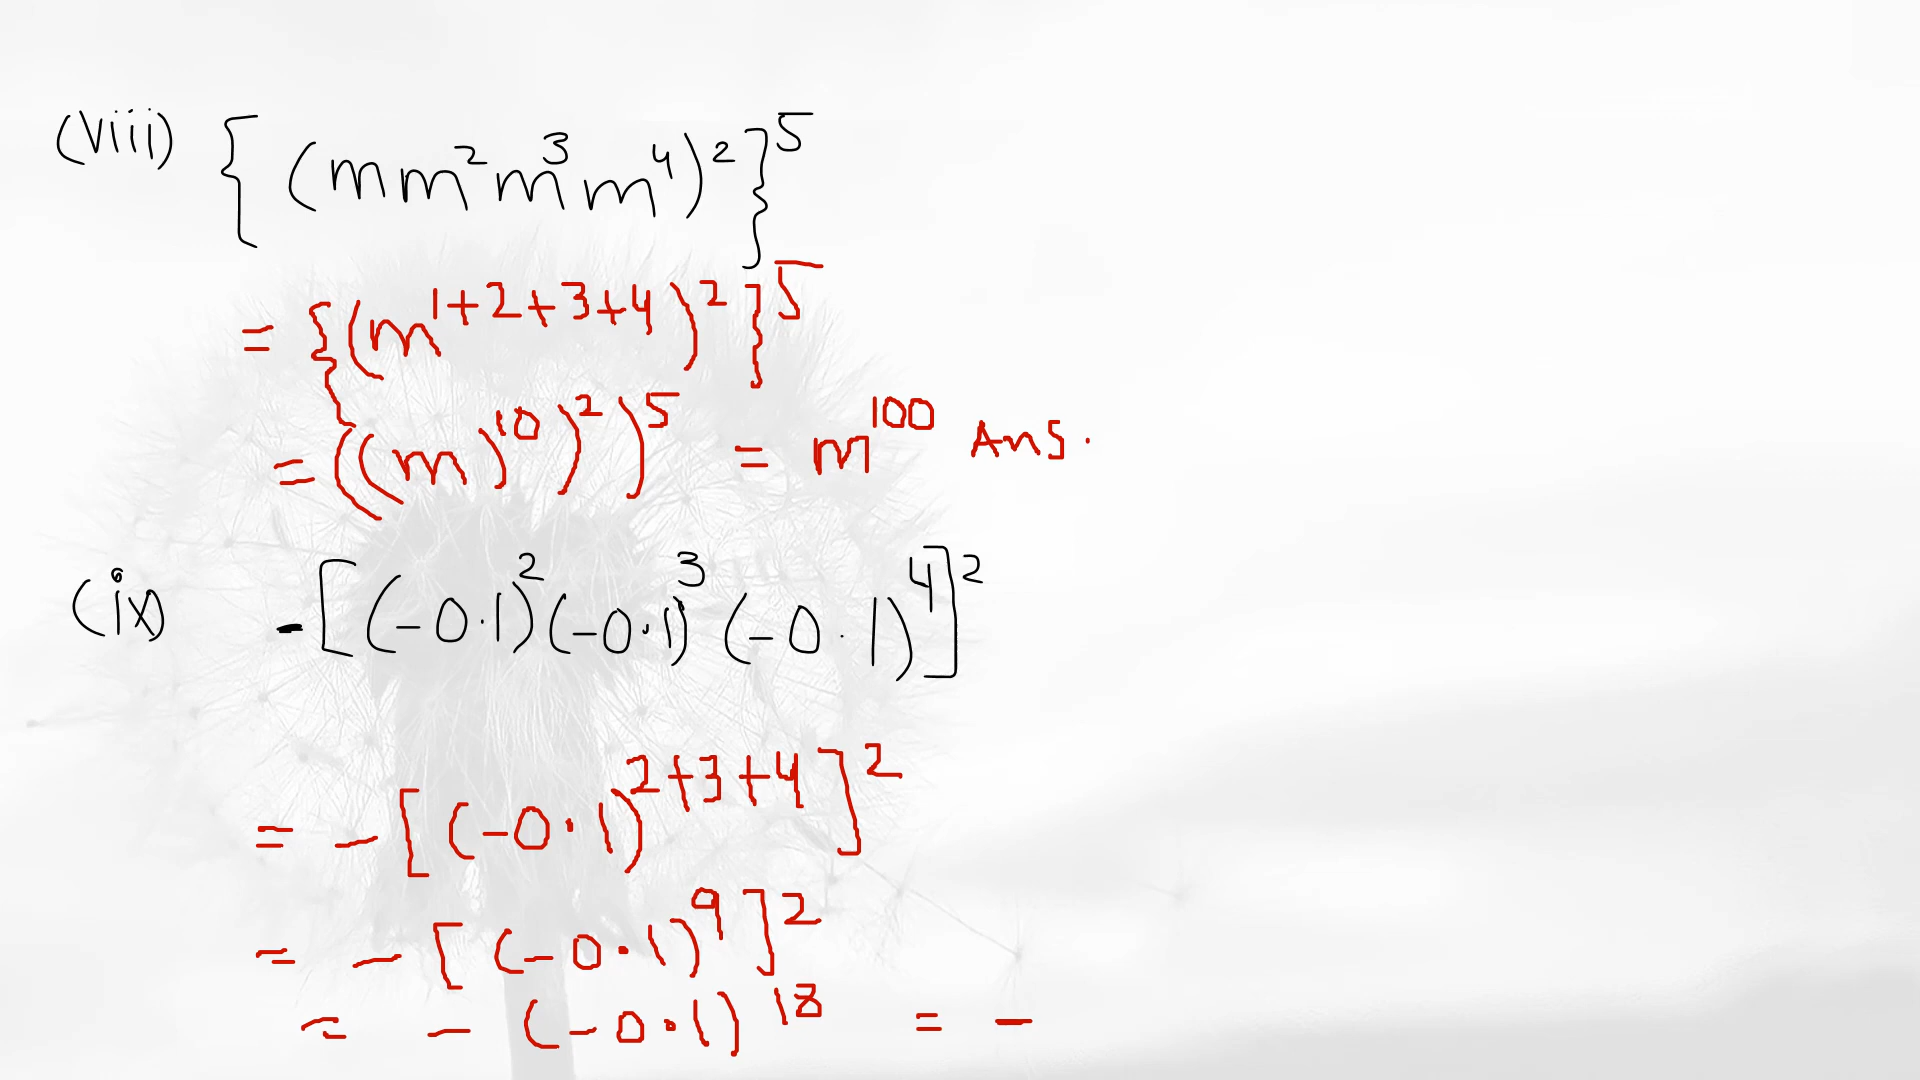 (viii) {(mm²m³m⁴)²}⁵
= {(m¹⁺²⁺³⁺⁴)²}⁵
= (((m)¹⁰)²)⁵ = m¹⁰⁰ Ans.
(ix) -[(-0.1)²(-0.1)³(-0.1)⁴]²
= -[(-0.1)²⁺³⁺⁴]²
= -[(-0.1)⁹]²
= -(-0.1)¹⁸ = -